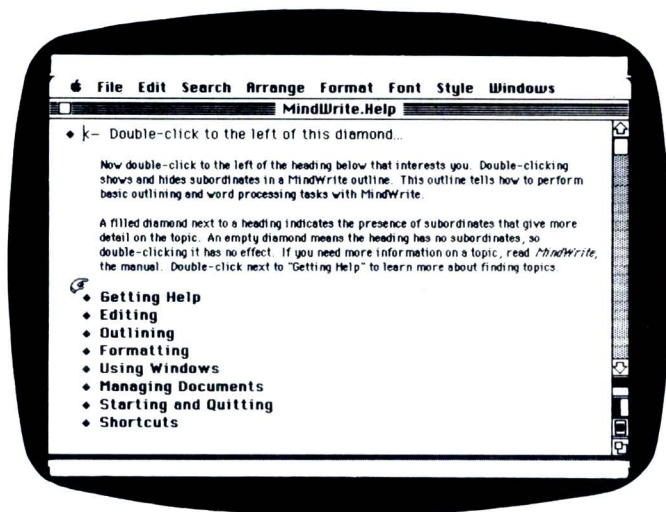 File Edit Search Arrange Format Font Style Windows
MindWrite.Help
<– Double-click to the left of this diamond...
Now double-click to the left of the heading below that interests you. Double-clicking
shows and hides subordinates in a MindWrite outline. This outline tells how to perform
basic outlining and word processing tasks with MindWrite.
A filled diamond next to a heading indicates the presence of subordinates that give more
detail on the topic. An empty diamond means the heading has no subordinates, so
double-clicking it has no effect. If you need more information on a topic, read MindWrite,
the manual. Double-click next to "Getting Help" to learn more about finding topics.
Getting Help
Editing
Outlining
Formatting
Using Windows
Managing Documents
Starting and Quitting
Shortcuts